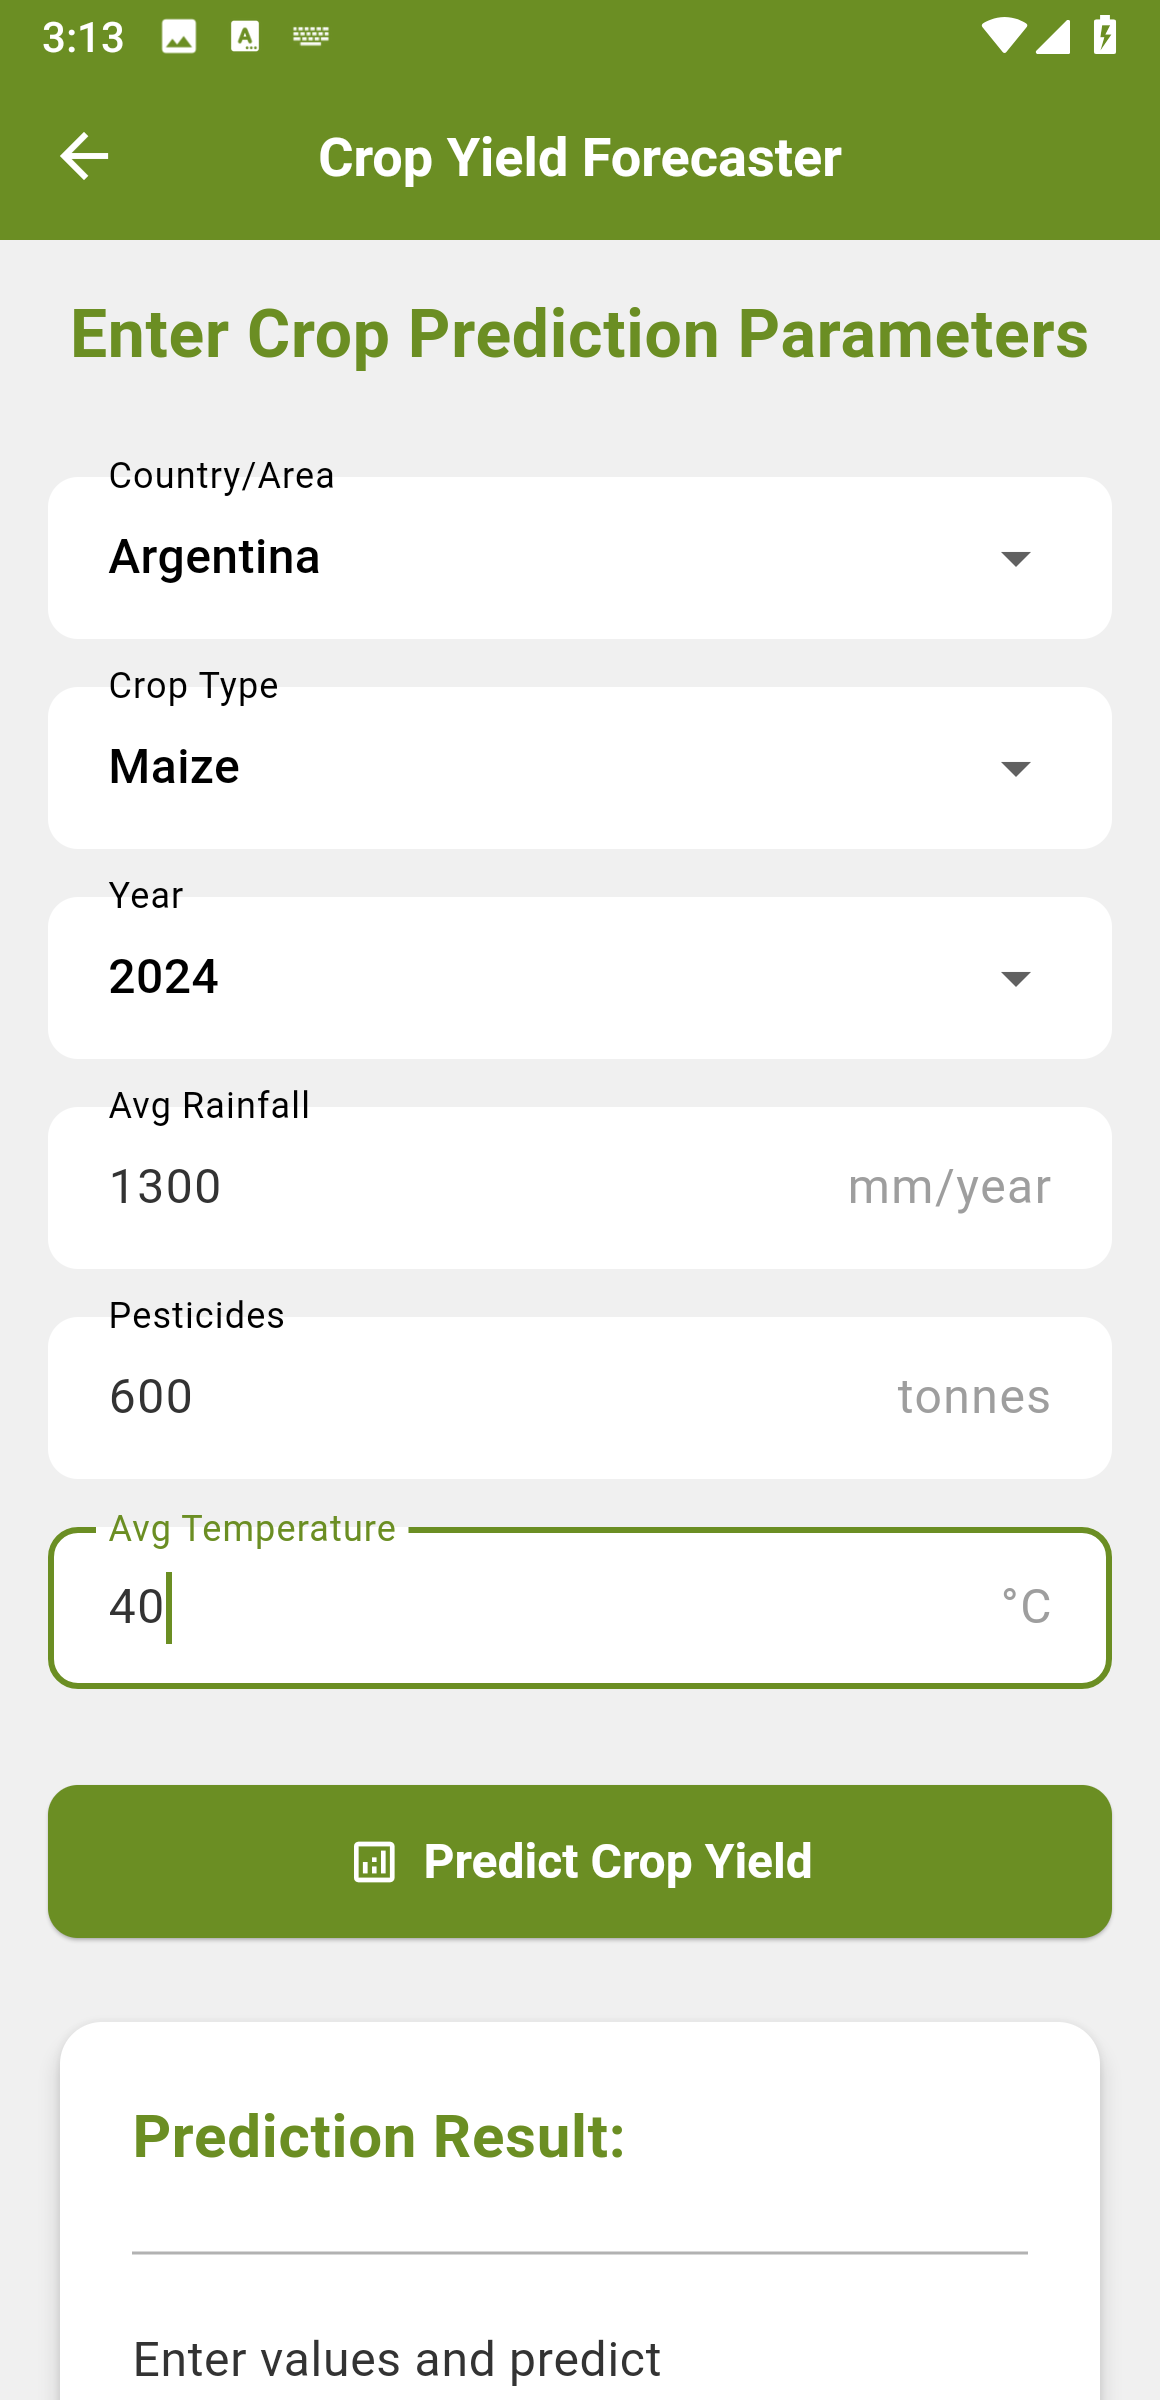 3:13
Crop Yield Forecaster
Enter Crop Prediction Parameters
Country/Area
Argentina
Crop Type
Maize
Year
2024
Avg Rainfall
1300 mm/year
Pesticides
600 tonnes
Avg Temperature
40 °C
Predict Crop Yield
Prediction Result:
Enter values and predict